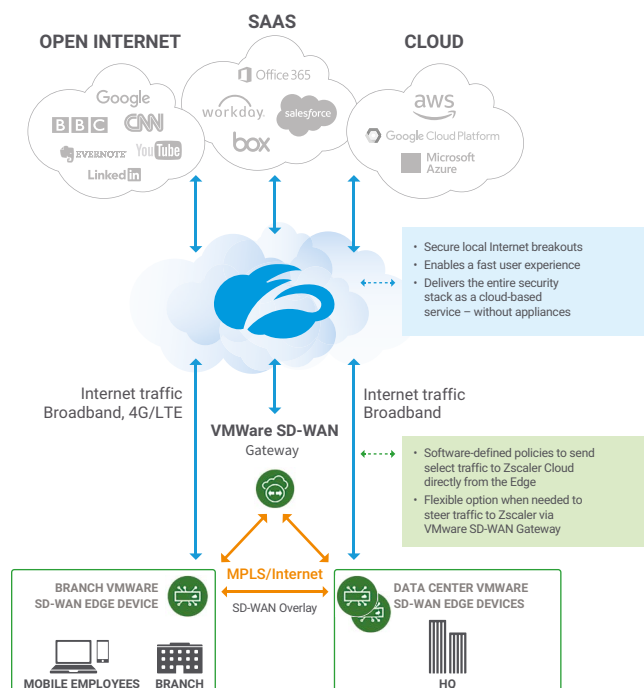 SAAS
OPEN INTERNET
CLOUD
Google
BBC
CNN
EVERNOTE
YouTube
Linkedin
Office 365
workday.
salesforce
box
aws
Google Cloud Platform
Microsoft
Azure
• Secure local Internet breakouts
• Enables a fast user experience
• Delivers the entire security
stack as a cloud-based
service – without appliances
Internet traffic
Broadband, 4G/LTE
Internet traffic
Broadband
VMWare SD-WAN
Gateway
• Software-defined policies to send
select traffic to Zscaler Cloud
directly from the Edge
• Flexible option when needed to
steer traffic to Zscaler via
VMware SD-WAN Gateway
MPLS/Internet
SD-WAN Overlay
BRANCH VMWARE
SD-WAN EDGE DEVICE
DATA CENTER VMWARE
SD-WAN EDGE DEVICES
MOBILE EMPLOYEES
BRANCH
HQ